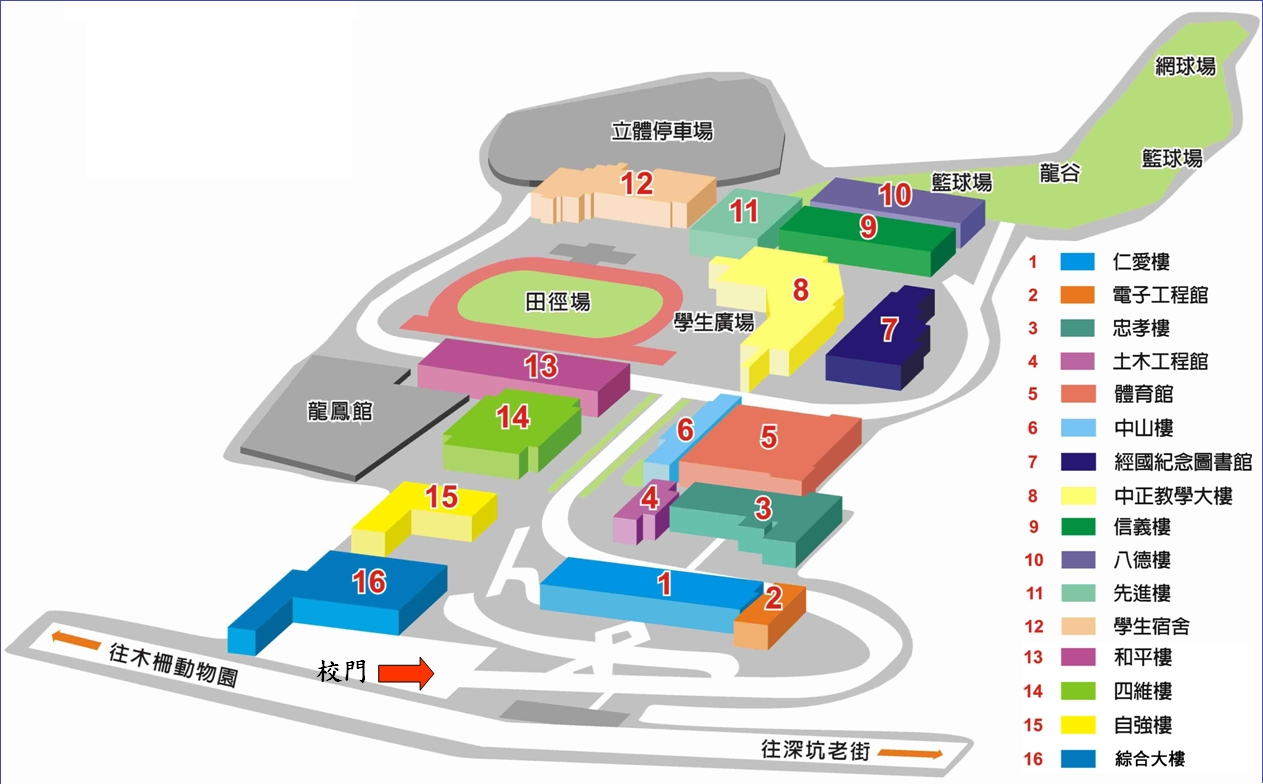 網球場
立體停車場
籃球場
龍谷
籃球場
12
10
11
9
8
田徑場
學生廣場
7
13
龍鳳館
14
6
5
15
4
3
16
1
2
校門
往木柵動物園
往深坑老街
1 仁愛樓
2 電子工程館
3 忠孝樓
4 土木工程館
5 體育館
6 中山樓
7 經國紀念圖書館
8 中正教學大樓
9 信義樓
10 八德樓
11 先進樓
12 學生宿舍
13 和平樓
14 四維樓
15 自強樓
16 綜合大樓